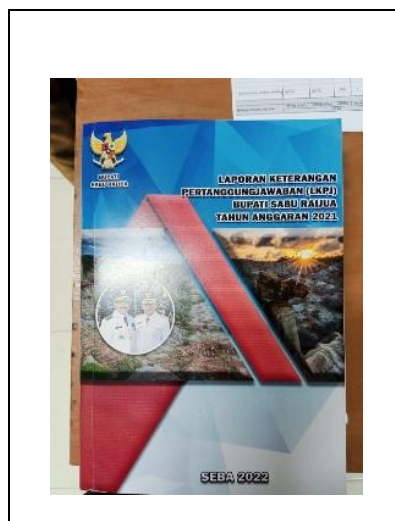 BUPATI
SABU RAIJUA
LAPORAN KETERANGAN
PERTANGGUNGJAWABAN (LKPJ)
BUPATI SABU RAIJUA
TAHUN ANGGARAN 2021
SEBA 2022